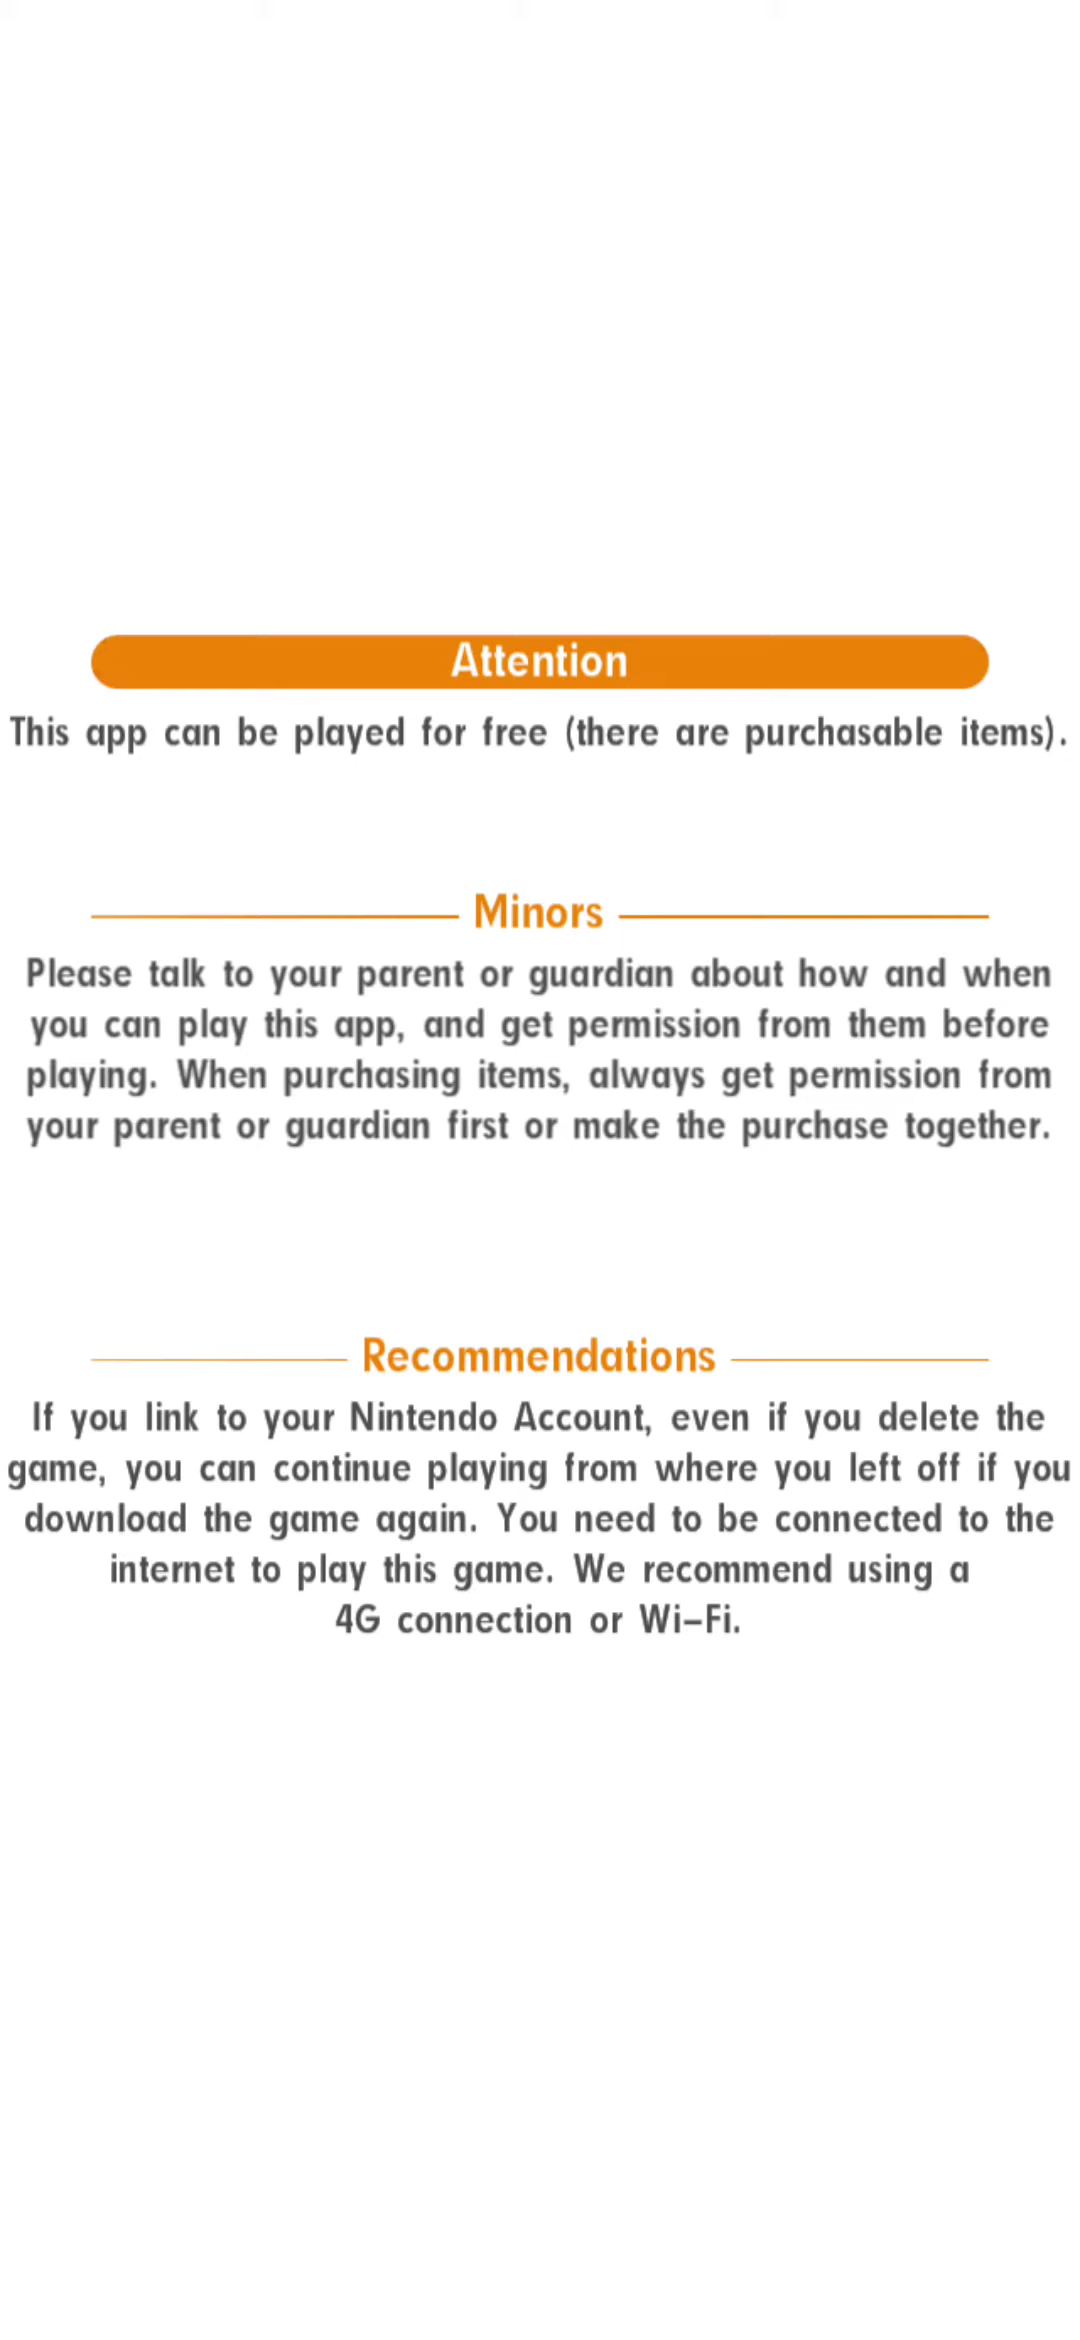 Attention
This app can be played for free (there are purchasable items).
Minors
Please talk to your parent or guardian about how and when
you can play this app, and get permission from them before
playing. When purchasing items, always get permission from
your parent or guardian first or make the purchase together.
Recommendations
If you link to your Nintendo Account, even if you delete the
game, you can continue playing from where you left off if you
download the game again. You need to be connected to the
internet to play this game. We recommend using a
4G connection or Wi–Fi.